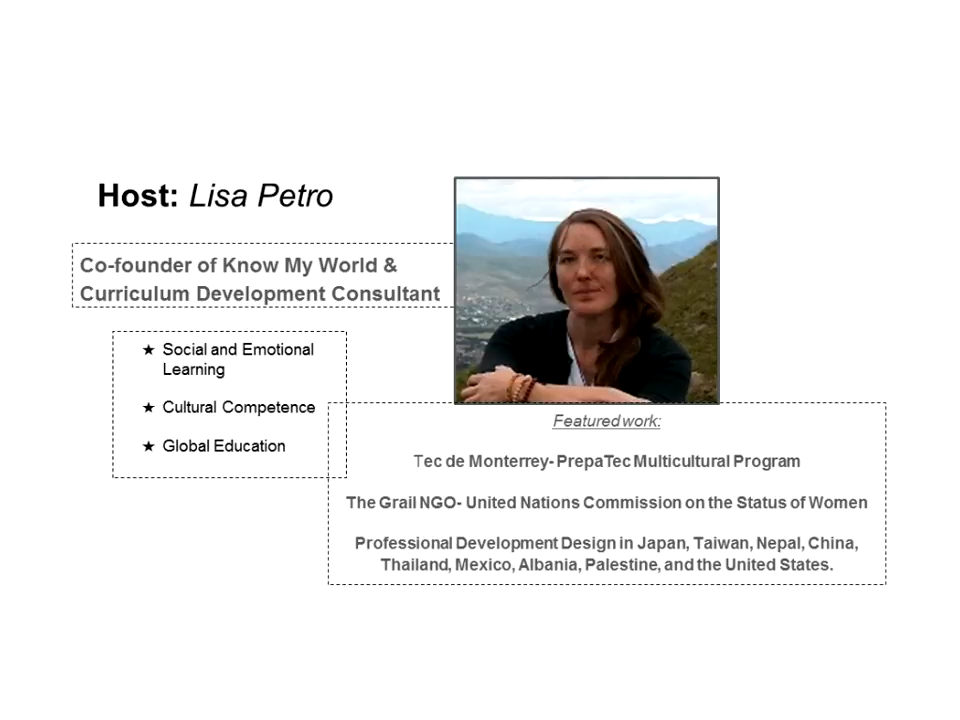 Host: Lisa Petro
Co-founder of Know My World &
Curriculum Development Consultant
★ Social and Emotional
Learning
★ Cultural Competence
★ Global Education
Featured work:
Tec de Monterrey- PrepaTec Multicultural Program
The Grail NGO- United Nations Commission on the Status of Women
Professional Development Design in Japan, Taiwan, Nepal, China,
Thailand, Mexico, Albania, Palestine, and the United States.